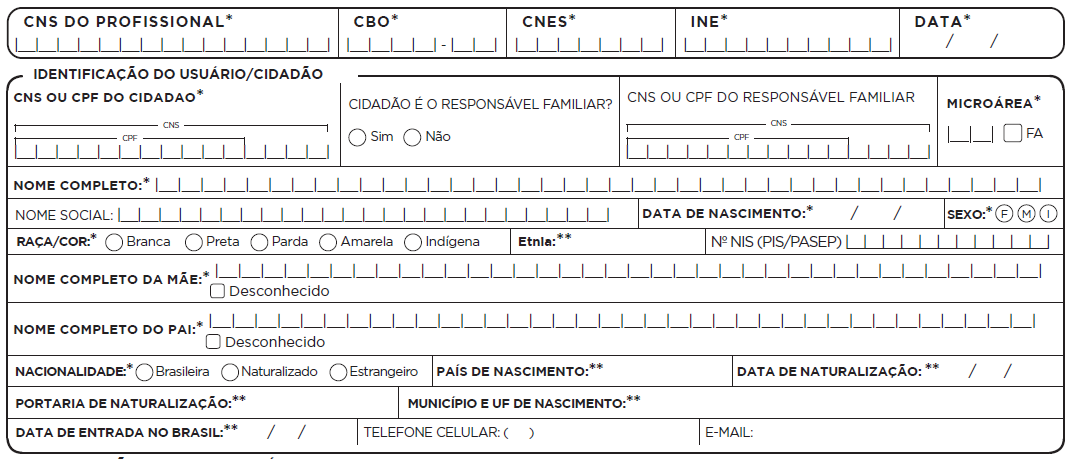 CNS DO PROFISSIONAL* CBO* CNES* INE* DATA*
- / /
IDENTIFICAÇÃO DO USUÁRIO/CIDADÃO
CNS OU CPF DO CIDADAO* CIDADÃO É O RESPONSÁVEL FAMILIAR? CNS OU CPF DO RESPONSÁVEL FAMILIAR MICROÁREA*
CNS CNS
CPF Sim Não CPF FA
NOME COMPLETO:*
NOME SOCIAL: DATA DE NASCIMENTO:* / / SEXO:* F M I
RAÇA/COR:* Branca Preta Parda Amarela Indígena Etnia:** Nº NIS (PIS/PASEP)
NOME COMPLETO DA MÃE:*
Desconhecido
NOME COMPLETO DO PAI:*
Desconhecido
NACIONALIDADE:* Brasileira Naturalizado Estrangeiro PAÍS DE NASCIMENTO:** DATA DE NATURALIZAÇÃO: ** / /
PORTARIA DE NATURALIZAÇÃO:** MUNICÍPIO E UF DE NASCIMENTO:**
DATA DE ENTRADA NO BRASIL:** / / TELEFONE CELULAR: ( ) E-MAIL: